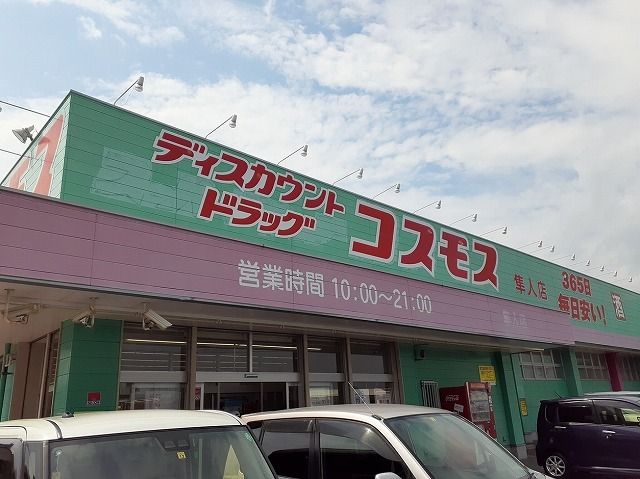 ディスカウント
ドラッグ
コスモス
隼人店
365日
毎日安い!
酒
営業時間 10:00～21:00